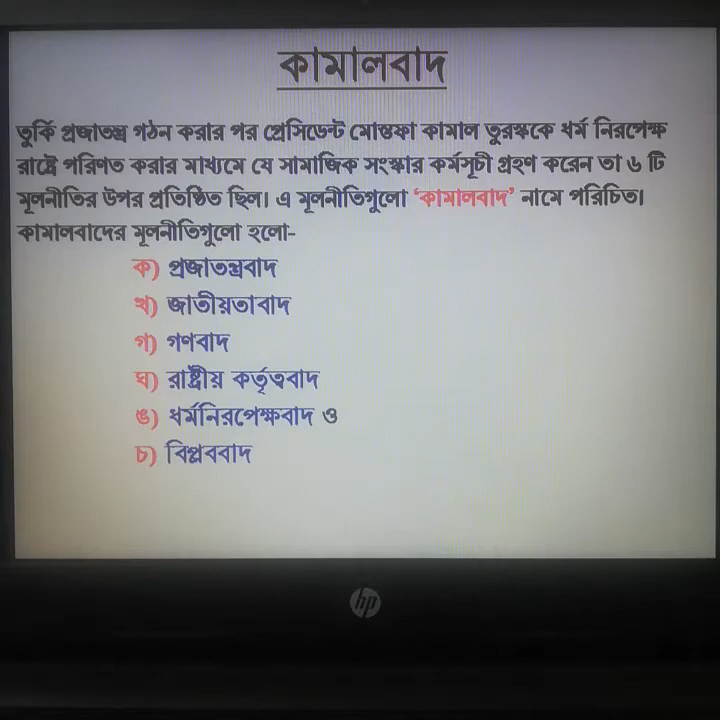 কামালবাদ
তুর্কি প্রজাতন্ত্র গঠন করার পর প্রেসিডেন্ট মোস্তফা কামাল তুরস্ককে ধর্ম নিরপেক্ষ
রাষ্ট্রে পরিণত করার মাধ্যমে যে সামাজিক সংস্কার কর্মসূচী গ্রহণ করেন তা ৬ টি
মূলনীতির উপর প্রতিষ্ঠিত ছিল। এ মূলনীতিগুলো ‘কামালবাদ’ নামে পরিচিত।
কামালবাদের মূলনীতিগুলো হলো-
ক) প্রজাতন্ত্রবাদ
খ) জাতীয়তাবাদ
গ) গণবাদ
ঘ) রাষ্ট্রীয় কর্তৃত্ববাদ
ঙ) ধর্মনিরপেক্ষবাদ ও
চ) বিপ্লববাদ
hp